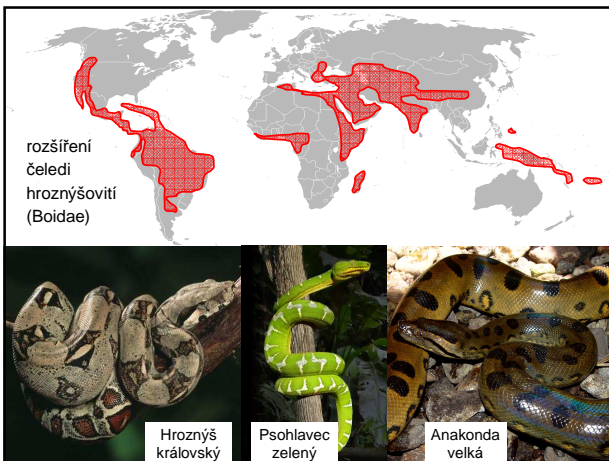 rozšíření
čeledi
hroznýšovití
(Boidae)
Hroznýš
královský
Psohlavec
zelený
Anakonda
velká